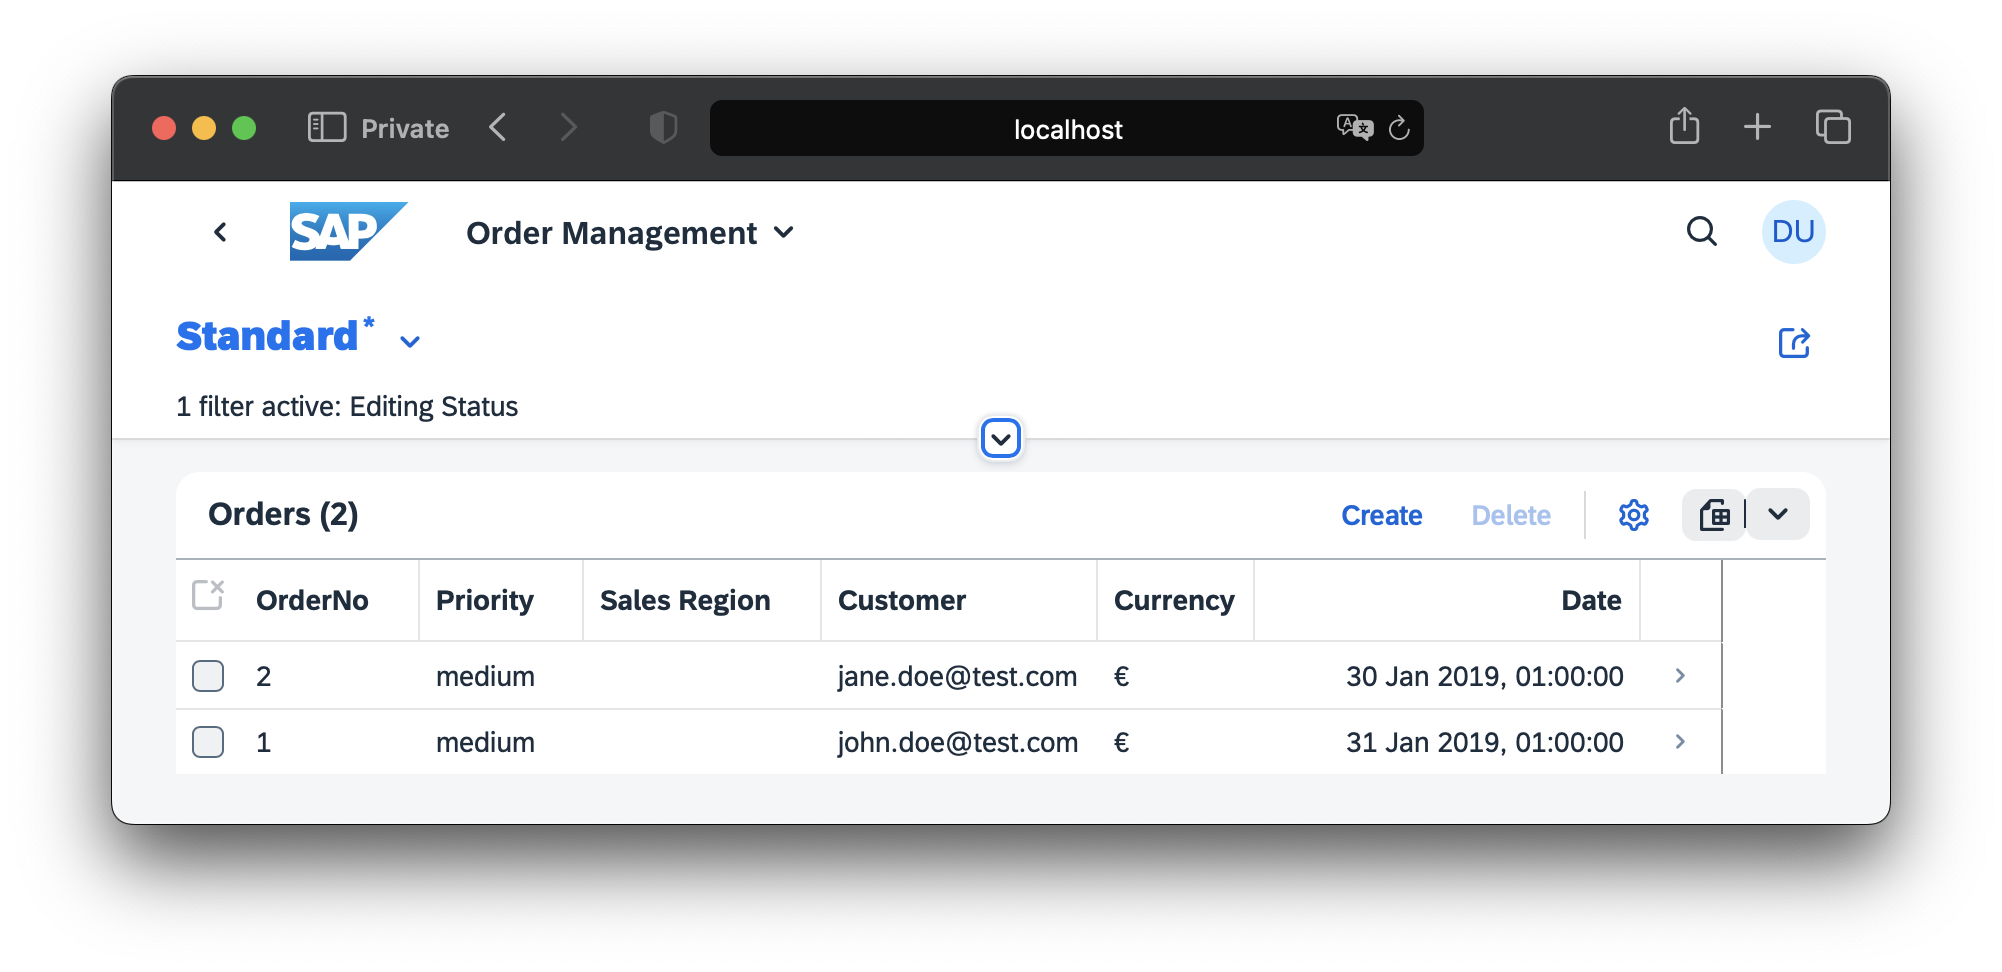 Private
localhost
SAP
Order Management
DU
Standard*
1 filter active: Editing Status
Orders (2)
Create
Delete
OrderNo Priority Sales Region Customer Currency Date
2 medium jane.doe@test.com € 30 Jan 2019, 01:00:00
1 medium john.doe@test.com € 31 Jan 2019, 01:00:00